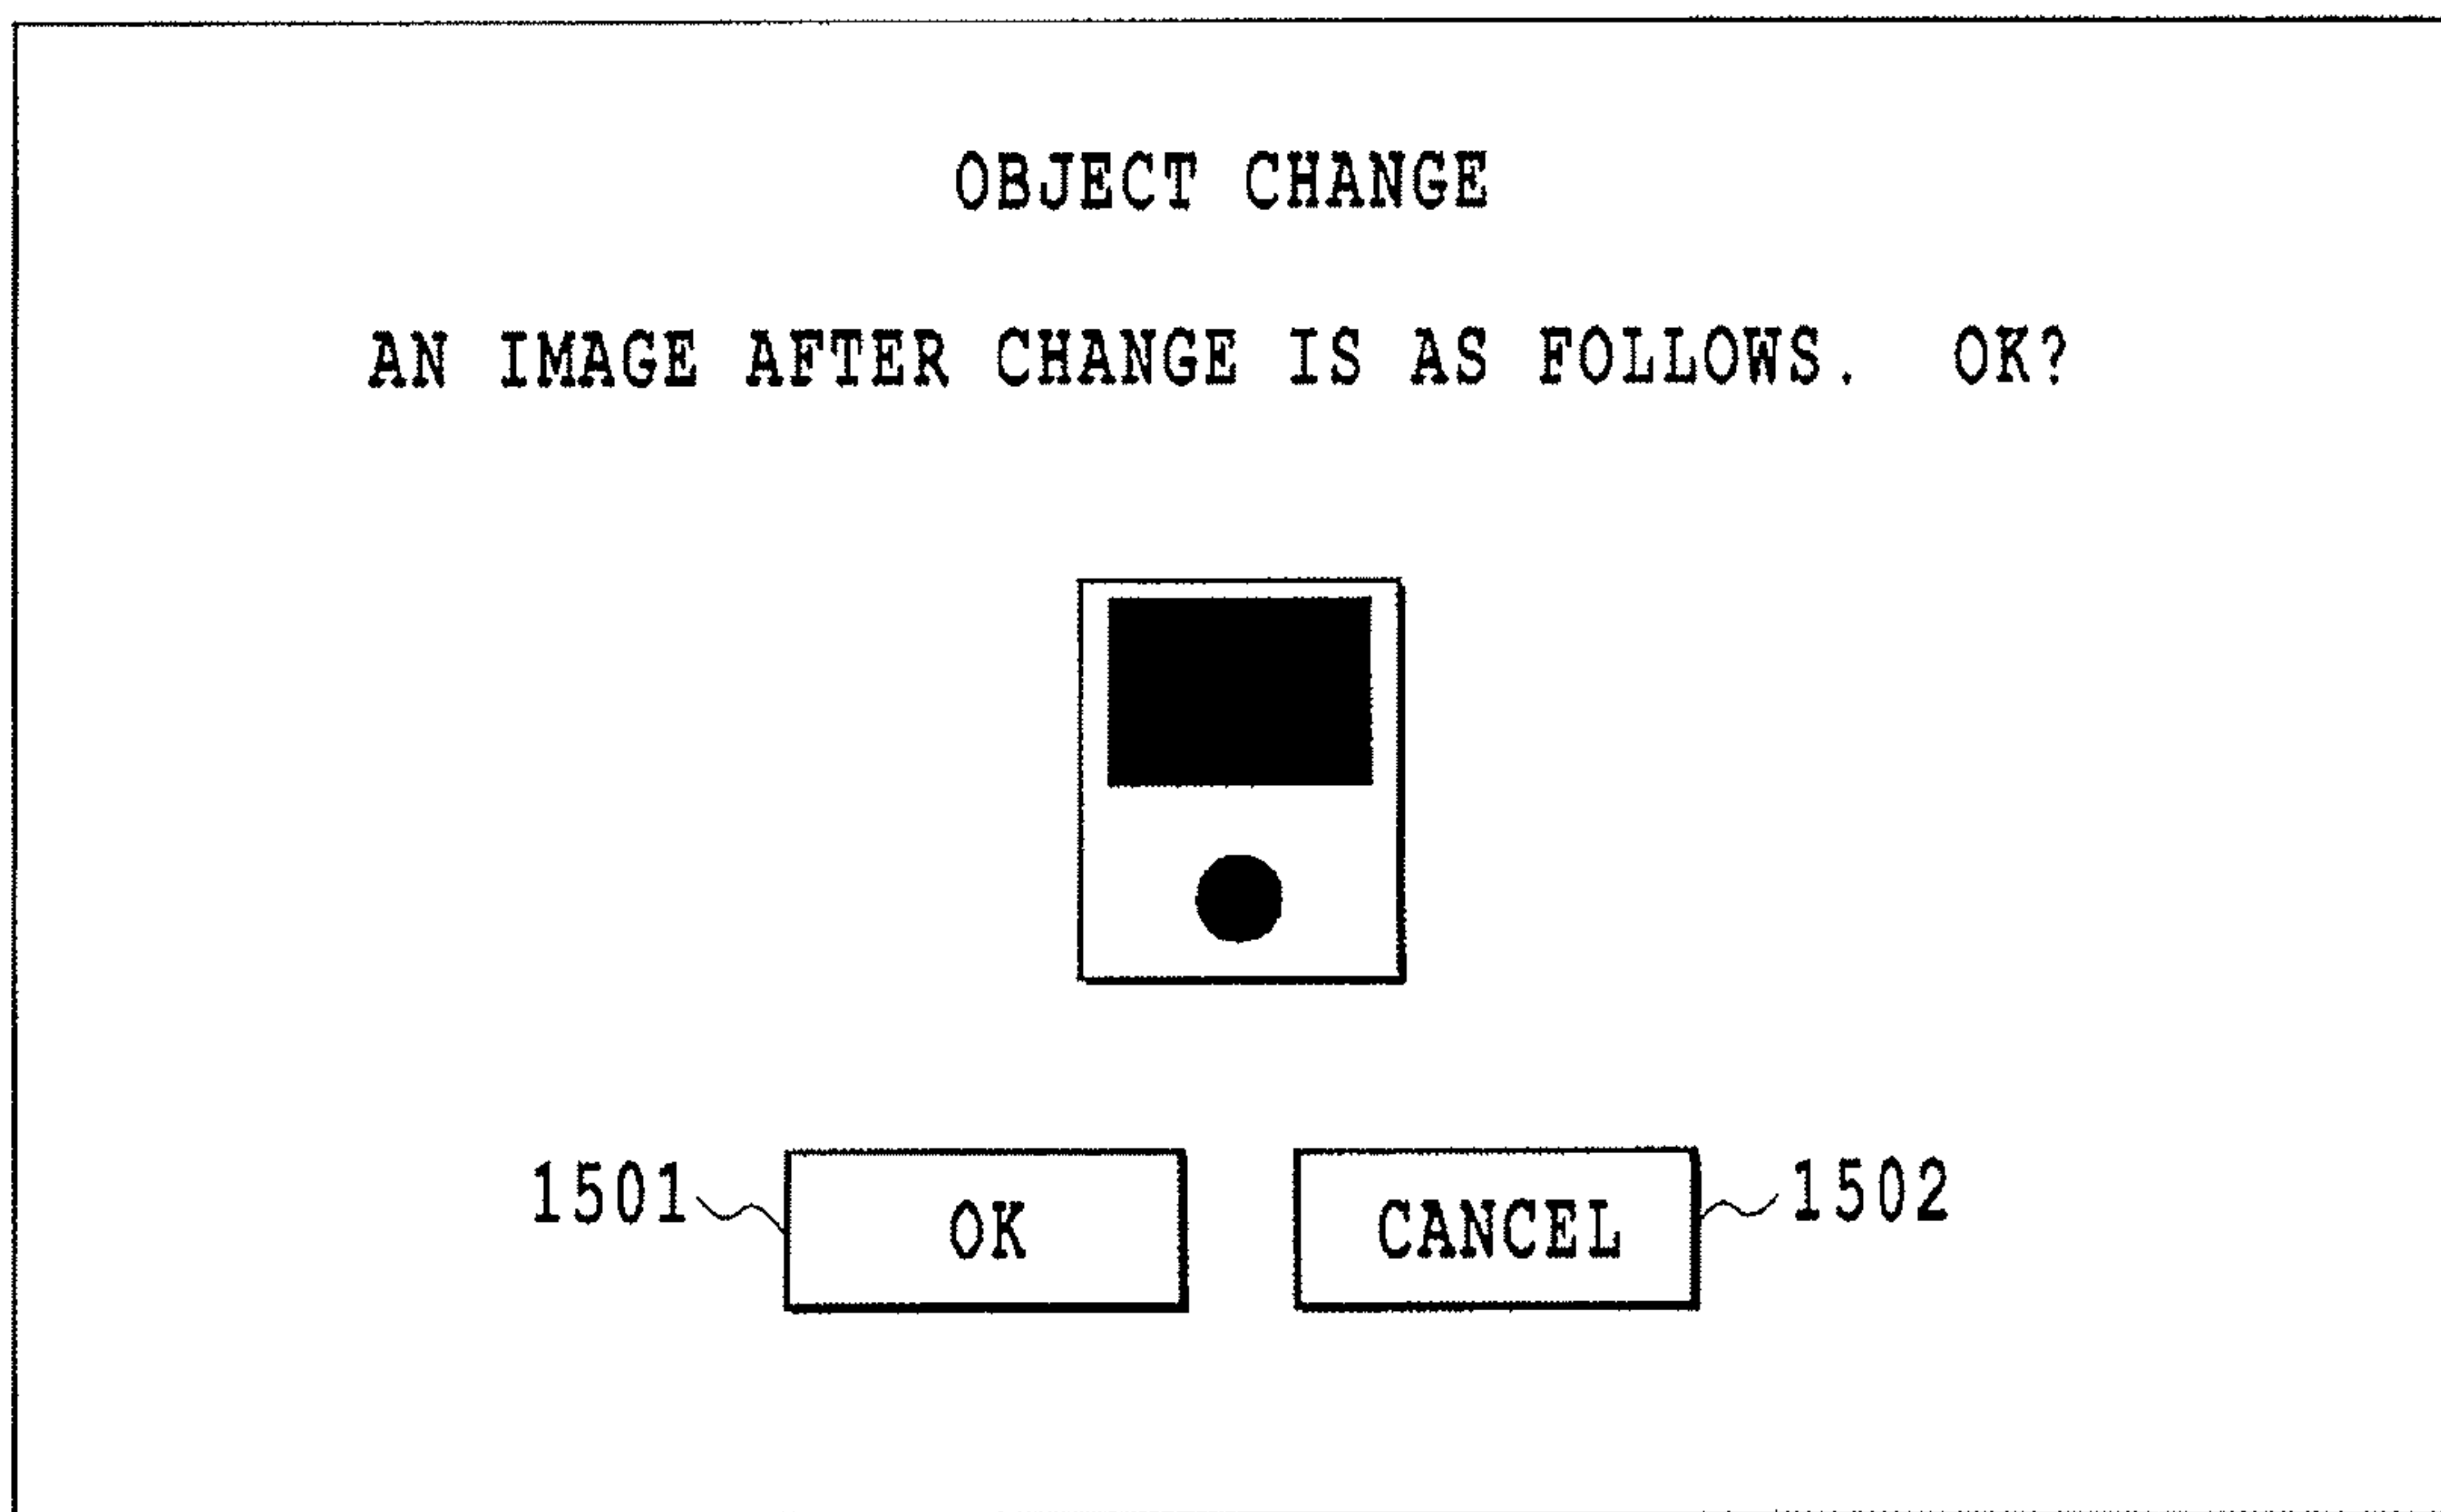 OBJECT CHANGE
AN IMAGE AFTER CHANGE IS AS FOLLOWS. OK?
1501 OK CANCEL 1502